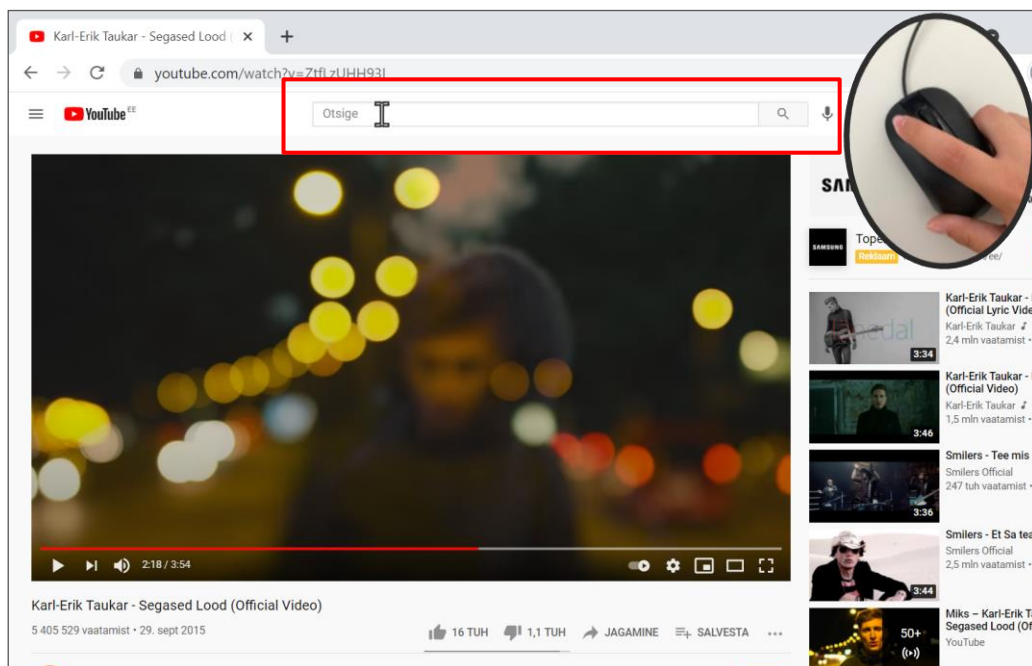 Karl-Erik Taukar - Segased Lood (
youtube.com/watch?v=ZtfLzUHH93I
YouTube EE
Otsige
SAMSUNG
Reklaam
Karl-Erik Taukar -
(Official Lyric Vide
Karl-Erik Taukar
2,4 mln vaatamist •
3:34
Karl-Erik Taukar -
(Official Video)
Karl-Erik Taukar
1,5 mln vaatamist •
3:46
Smilers - Tee mis
Smilers Official
247 tuh vaatamist •
3:36
Smilers - Et Sa tea
Smilers Official
2,5 mln vaatamist •
3:44
Miks – Karl-Erik Ta
Segased Lood (Of
YouTube
50+
2:18 / 3:54
Karl-Erik Taukar - Segased Lood (Official Video)
5 405 529 vaatamist • 29. sept 2015
16 TUH
1,1 TUH
JAGAMINE
SALVESTA